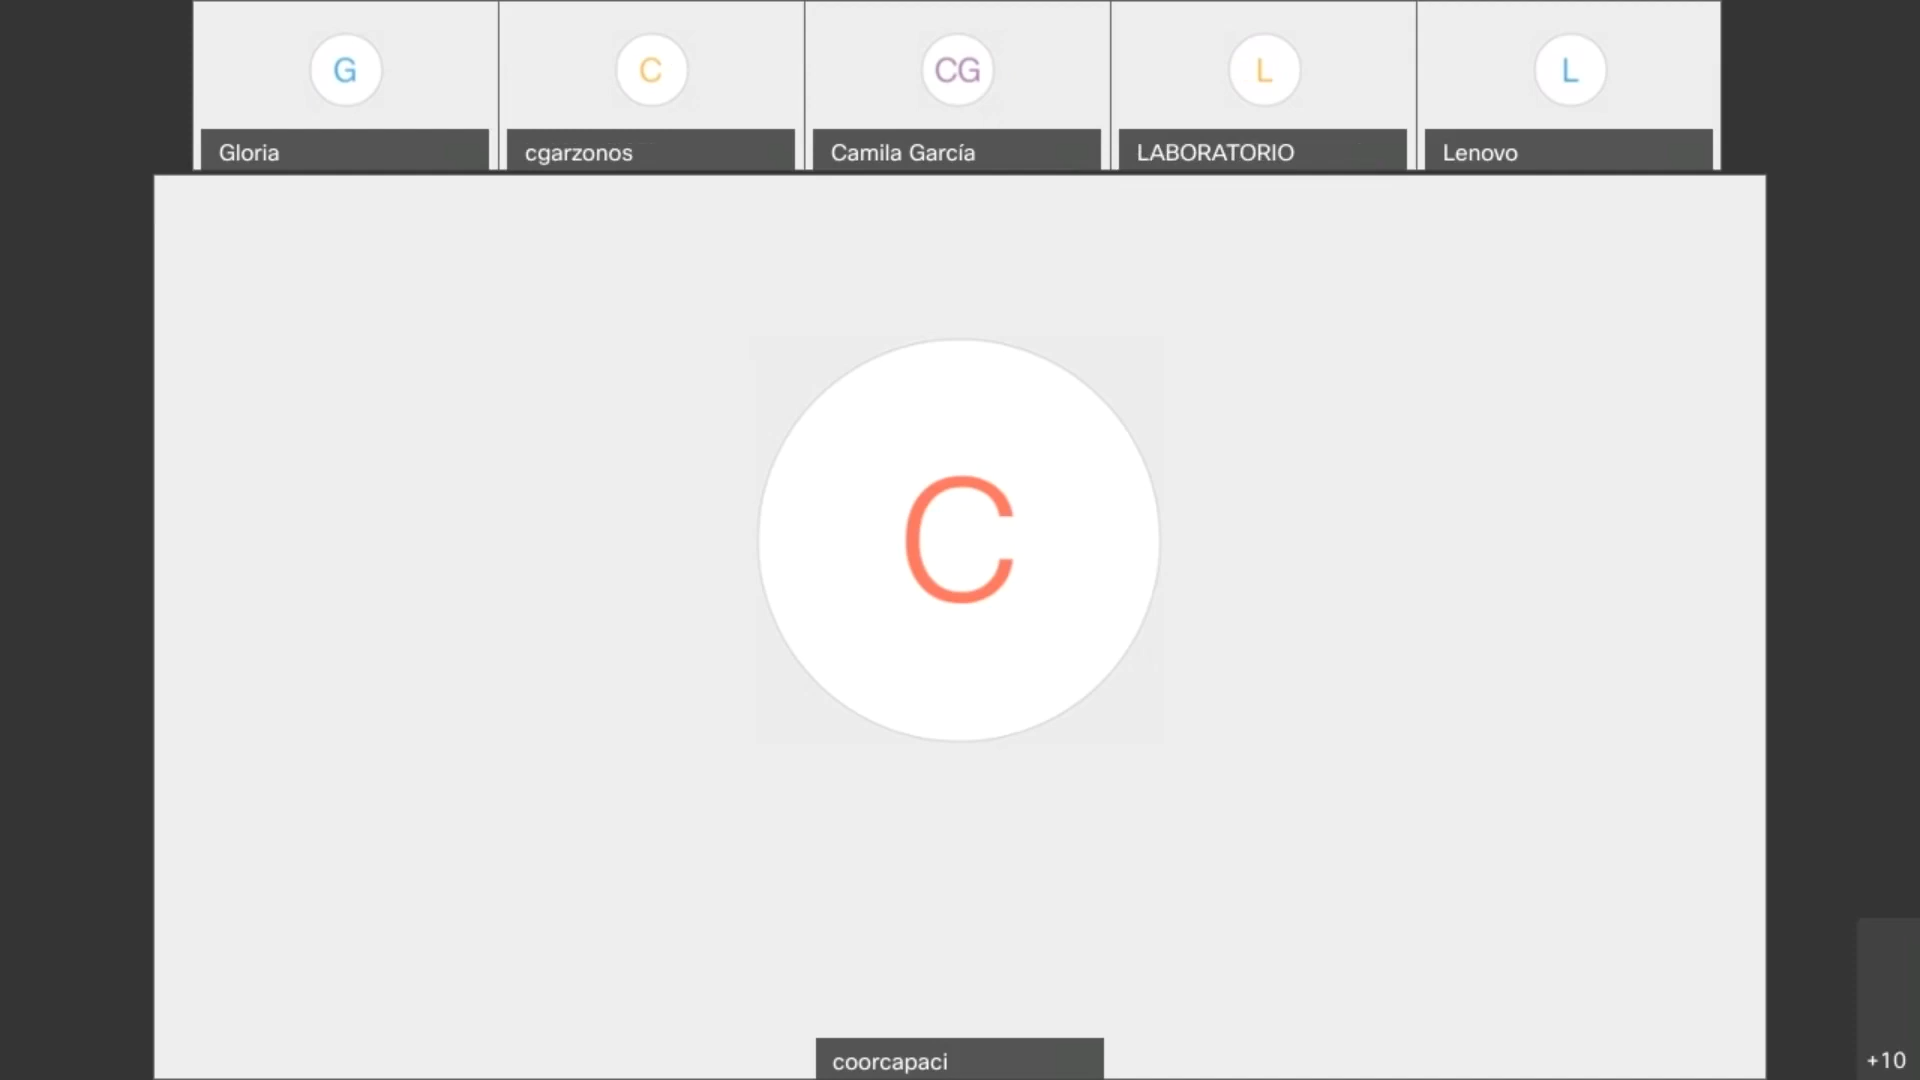 G
C
CG
L
L
Gloria
cgarzonos
Camila García
LABORATORIO
Lenovo
C
coorcapaci
+10